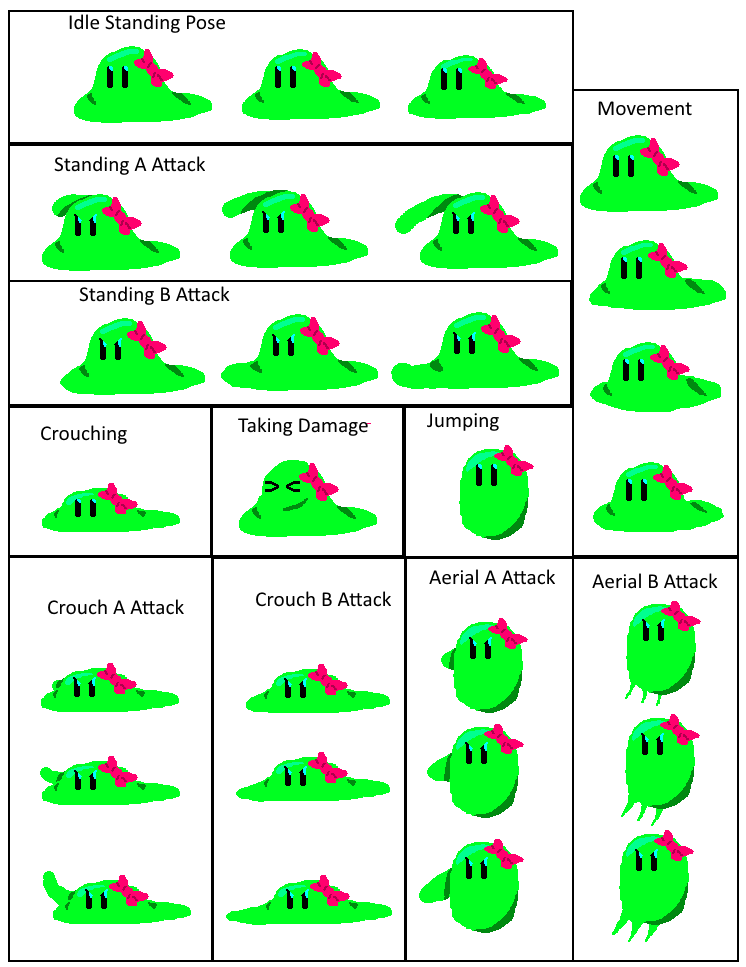 Idle Standing Pose
Movement
Standing A Attack
Standing B Attack
Crouching
Taking Damage
Jumping
Crouch A Attack
Crouch B Attack
Aerial A Attack
Aerial B Attack